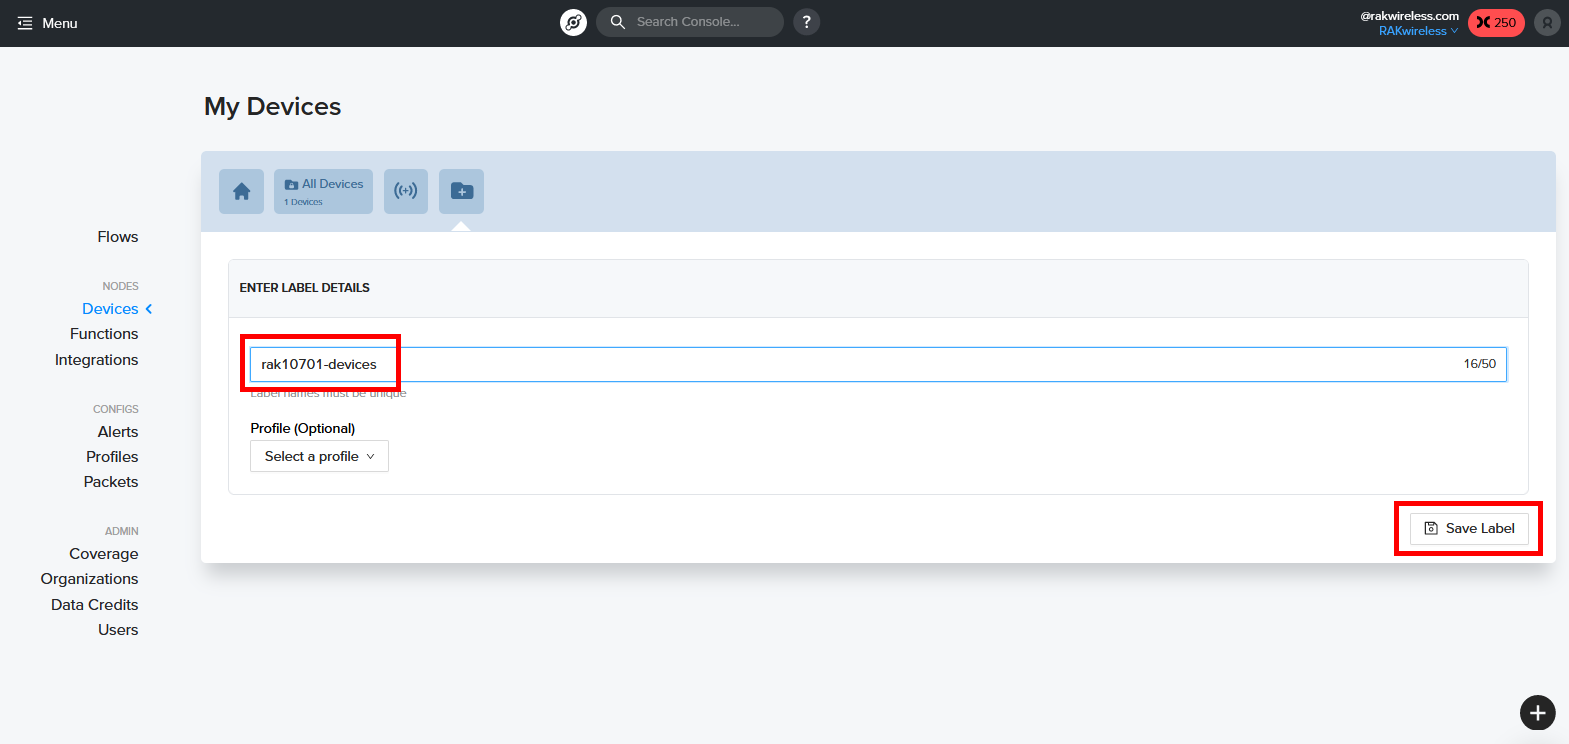 Menu
Search Console...
?
@rakwireless.com
RAKwireless
250
My Devices
All Devices
1 Devices
Flows
NODES
Devices
Functions
Integrations
CONFIGS
Alerts
Profiles
Packets
ADMIN
Coverage
Organizations
Data Credits
Users
ENTER LABEL DETAILS
rak10701-devices
16/50
Label names must be unique
Profile (Optional)
Select a profile
Save Label